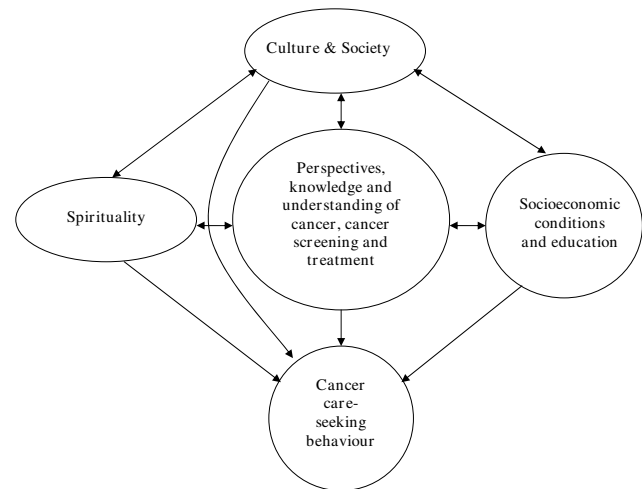 Culture & Society
Perspectives,
knowledge and
understanding of
cancer, cancer
screening and
treatment
Spirituality
Socioeconomic
conditions
and education
Cancer
care-
seeking
behaviour